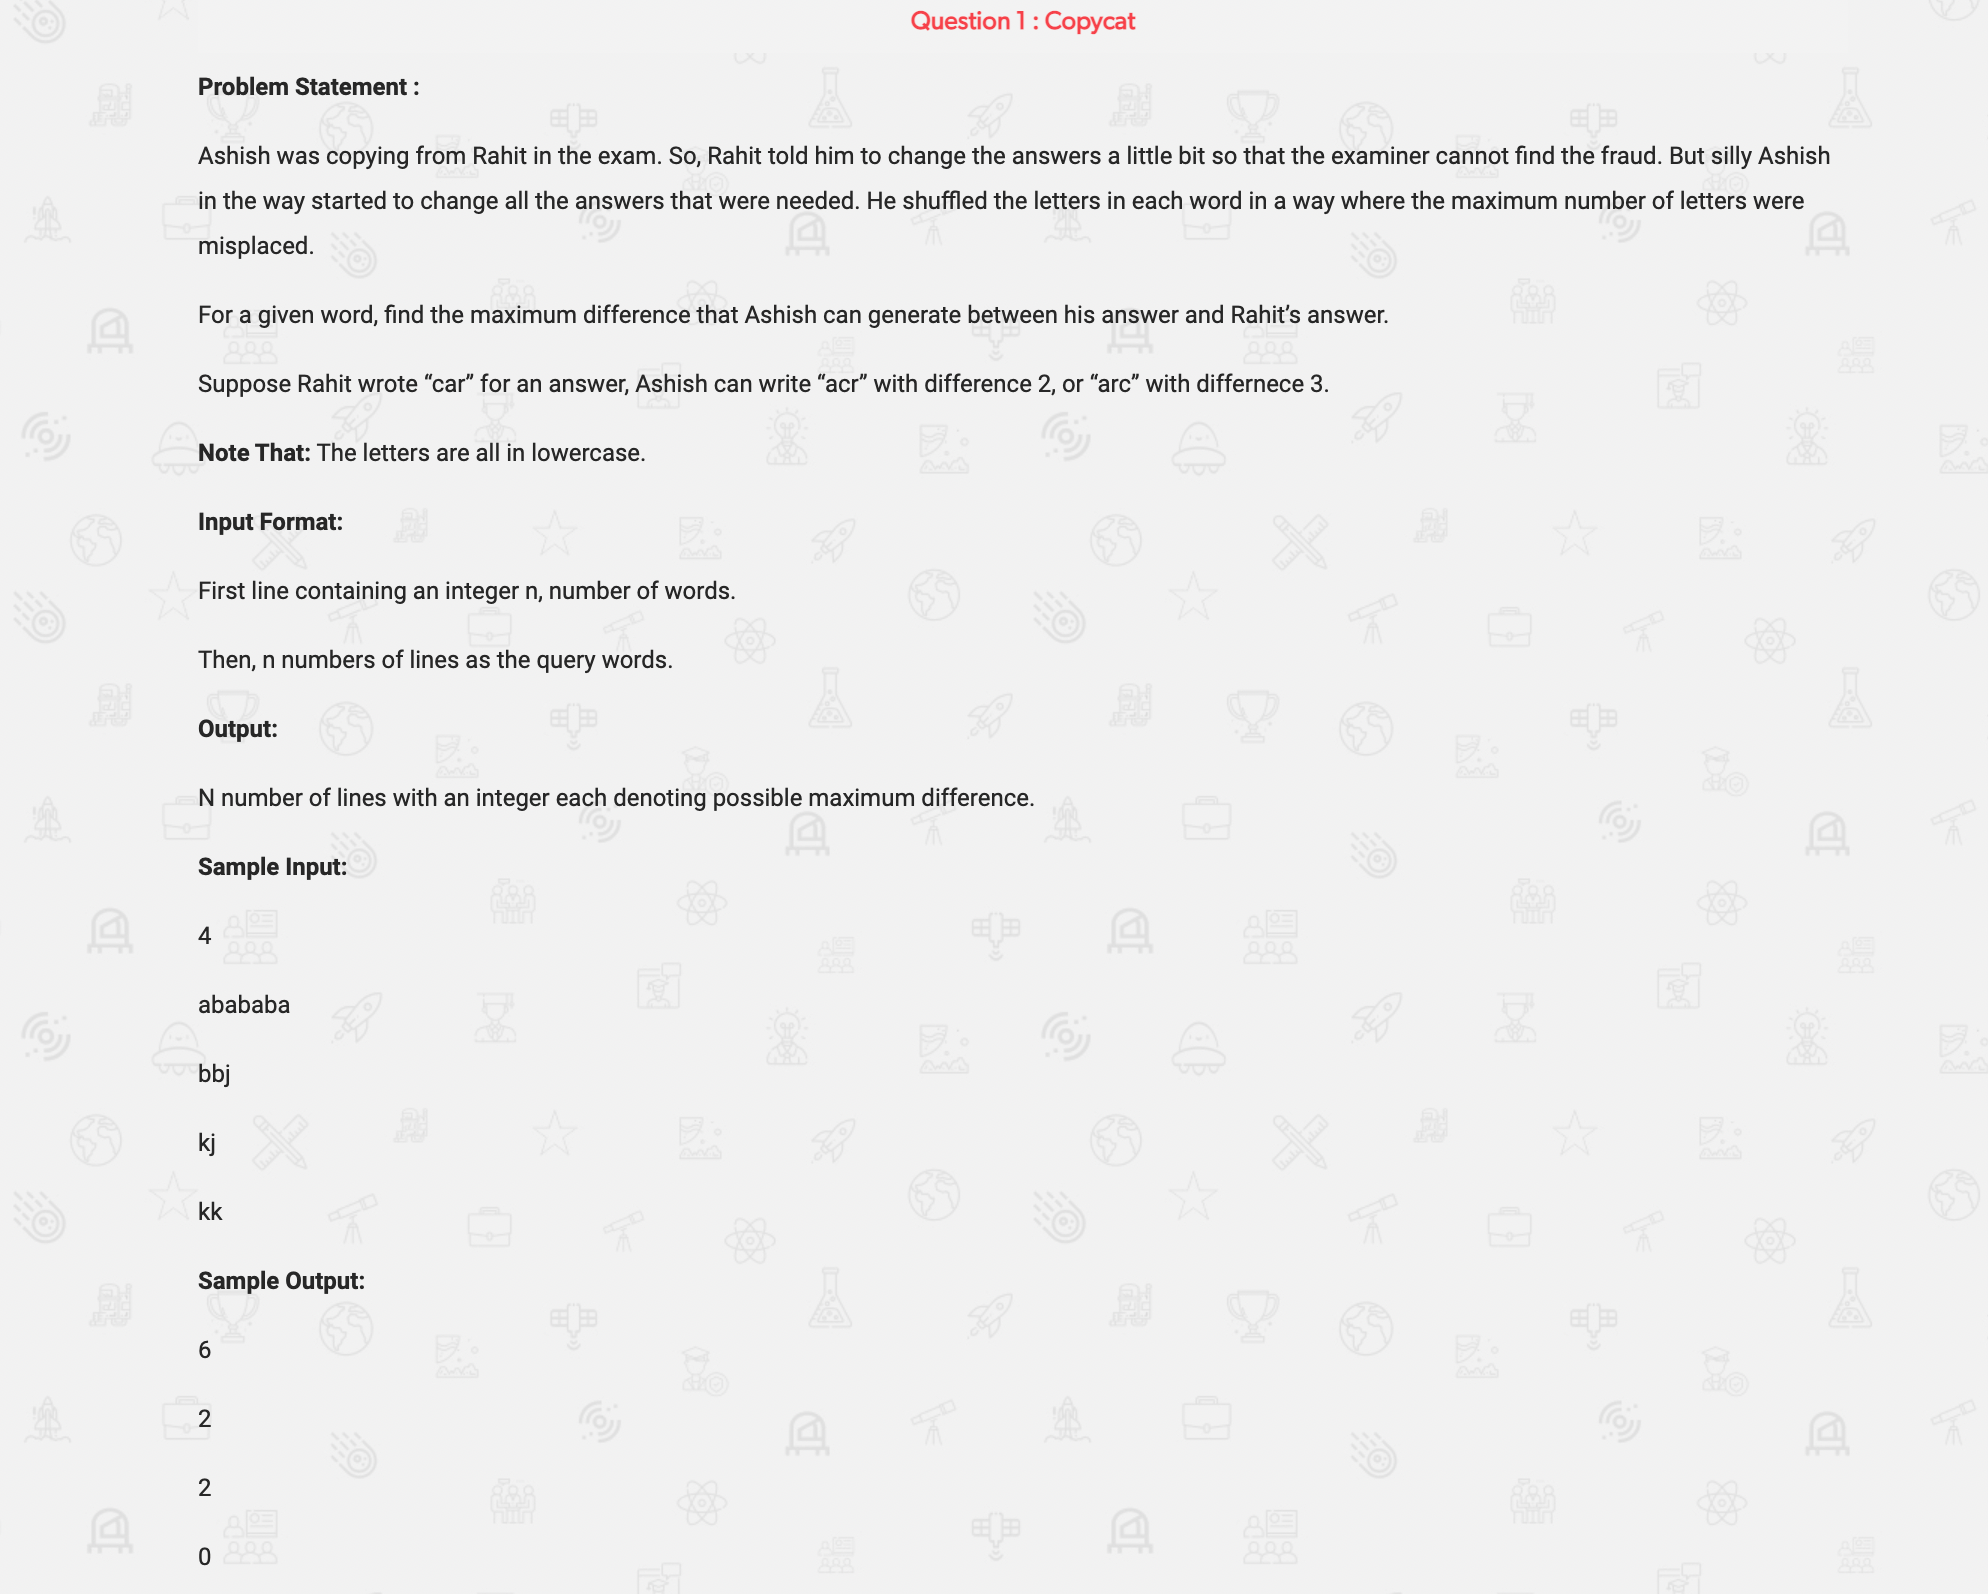 Question 1 : Copycat
Problem Statement :
Ashish was copying from Rahit in the exam. So, Rahit told him to change the answers a little bit so that the examiner cannot find the fraud. But silly Ashish
in the way started to change all the answers that were needed. He shuffled the letters in each word in a way where the maximum number of letters were
misplaced.
For a given word, find the maximum difference that Ashish can generate between his answer and Rahit’s answer.
Suppose Rahit wrote “car” for an answer, Ashish can write “acr” with difference 2, or “arc” with differnece 3.
Note That: The letters are all in lowercase.
Input Format:
First line containing an integer n, number of words.
Then, n numbers of lines as the query words.
Output:
N number of lines with an integer each denoting possible maximum difference.
Sample Input:
4
abababa
bbj
kj
kk
Sample Output:
6
2
2
0